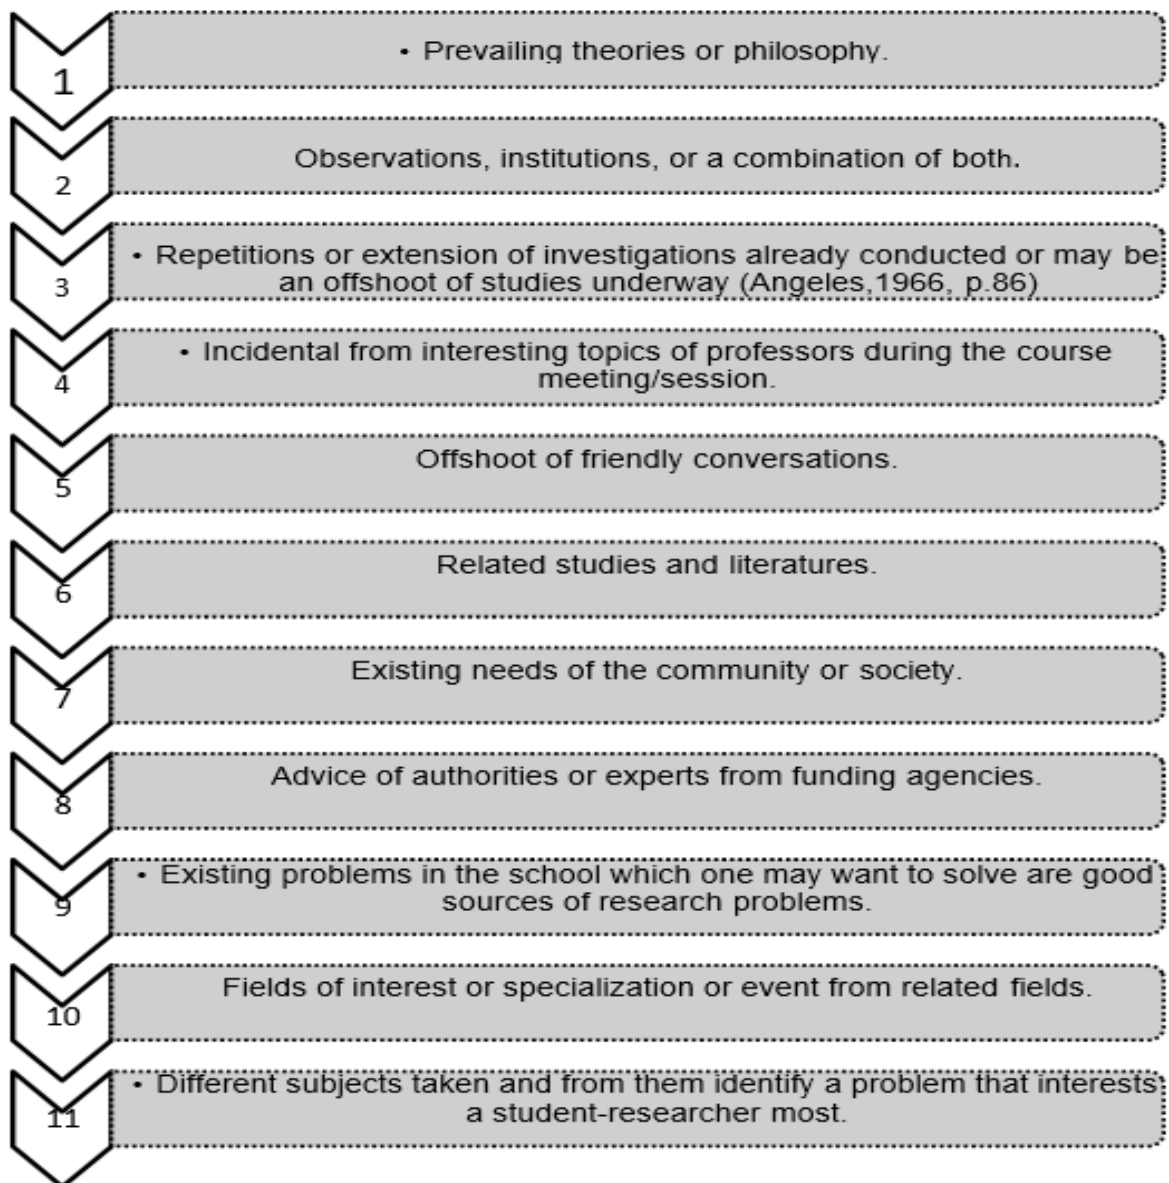 1
• Prevailing theories or philosophy.
2
Observations, institutions, or a combination of both.
3
• Repetitions or extension of investigations already conducted or may be
an offshoot of studies underway (Angeles,1966, p.86)
4
• Incidental from interesting topics of professors during the course
meeting/session.
5
Offshoot of friendly conversations.
6
Related studies and literatures.
7
Existing needs of the community or society.
8
Advice of authorities or experts from funding agencies.
9
• Existing problems in the school which one may want to solve are good
sources of research problems.
10
Fields of interest or specialization or event from related fields.
11
• Different subjects taken and from them identify a problem that interests
a student-researcher most.